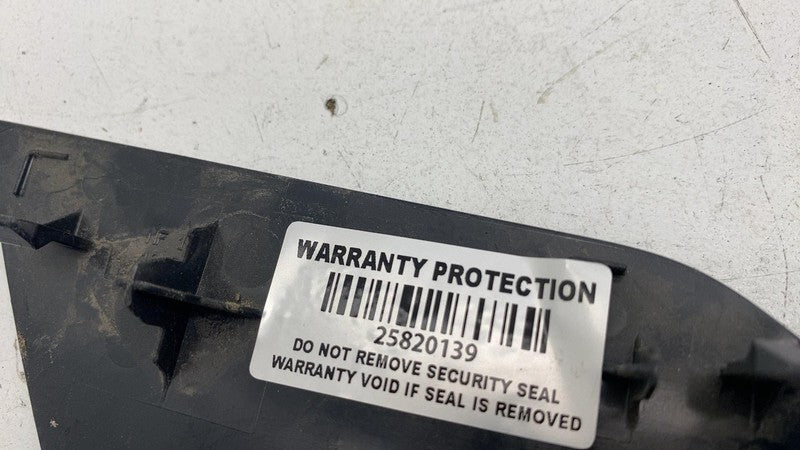 L
WARRANTY PROTECTION
25820139
DO NOT REMOVE SECURITY SEAL
WARRANTY VOID IF SEAL IS REMOVED